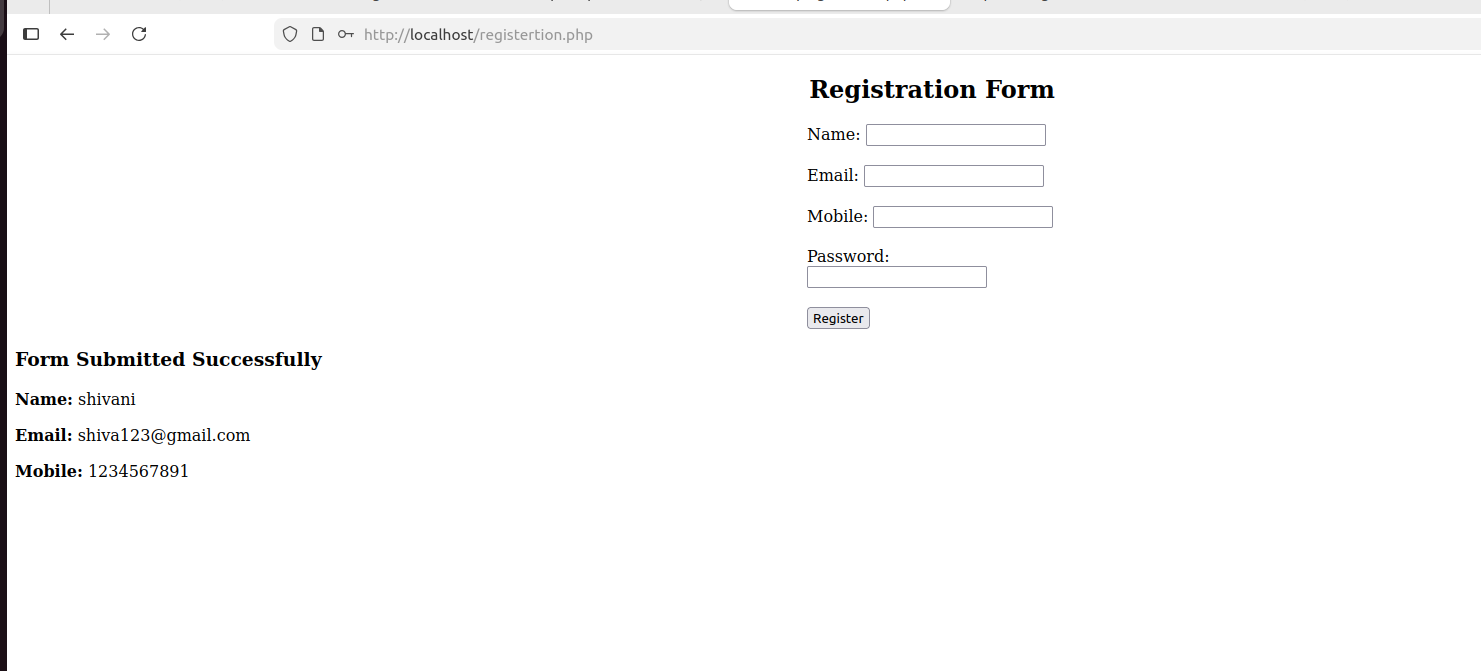 http://localhost/registertion.php
Registration Form
Name:
Email:
Mobile:
Password:
Register
Form Submitted Successfully
Name: shivani
Email: shiva123@gmail.com
Mobile: 1234567891